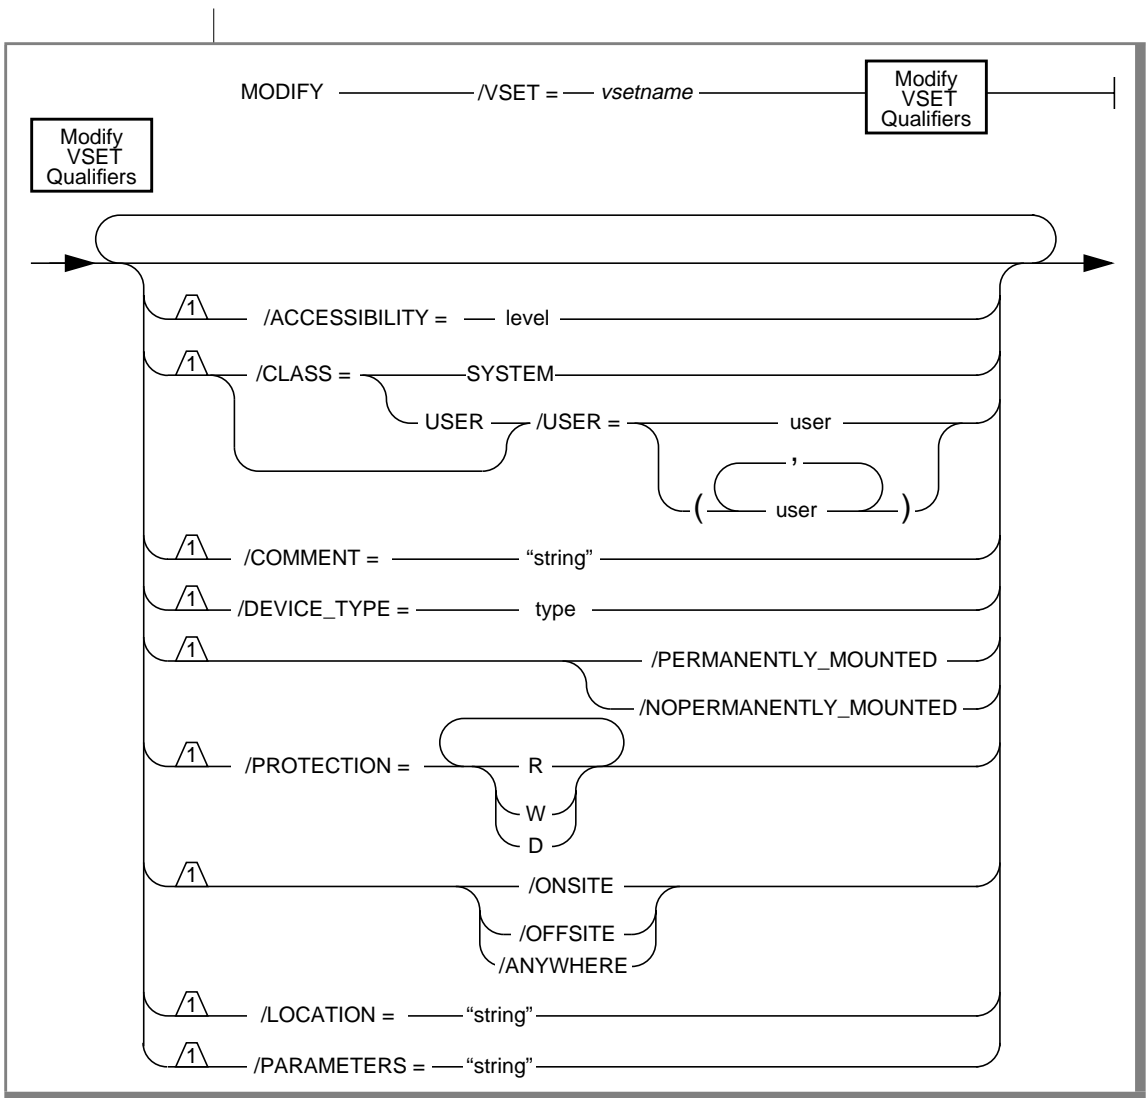 MODIFY /VSET = vsetname Modify VSET Qualifiers
Modify
VSET
Qualifiers
1 /ACCESSIBILITY = level
1 /CLASS = SYSTEM
USER /USER = user
,
( user )
1 /COMMENT = “string”
1 /DEVICE_TYPE = type
1 /PERMANENTLY_MOUNTED
/NOPERMANENTLY_MOUNTED
1 /PROTECTION = R
W
D
1 /ONSITE
/OFFSITE
/ANYWHERE
1 /LOCATION = “string”
1 /PARAMETERS = “string”